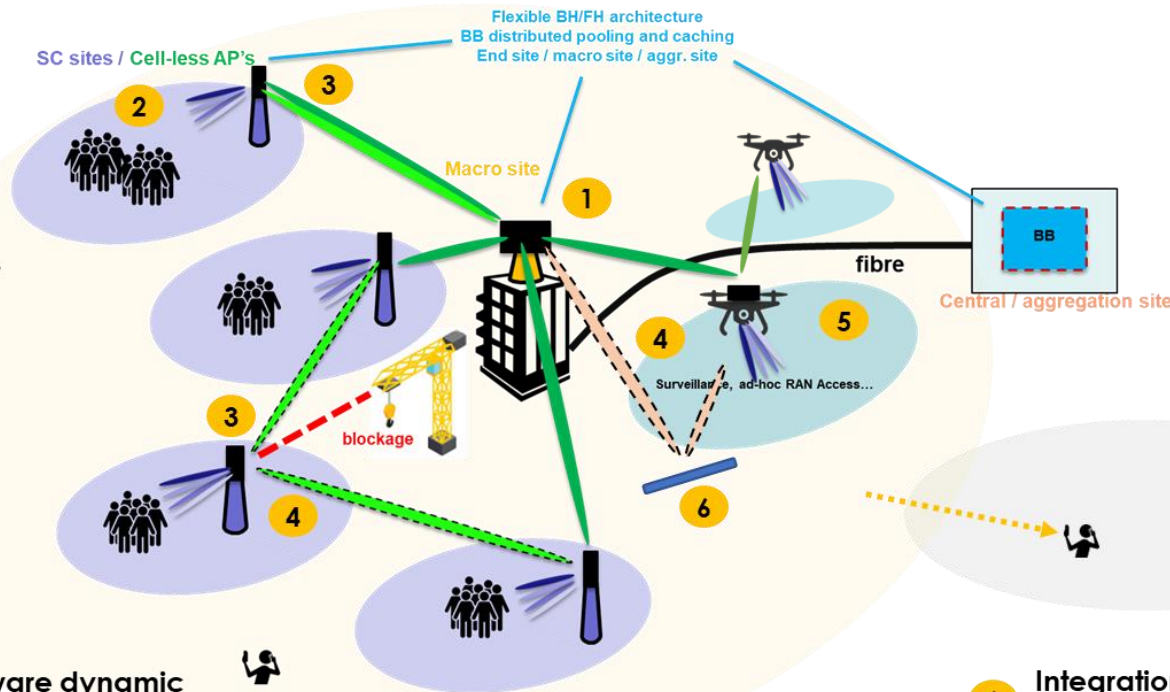 Flexible BH/FH architecture
BB distributed pooling and caching
End site / macro site / aggr. site
SC sites / Cell-less AP's
3
2
Macro site
1
BB
fibre
Central / aggregation site
4
5
Surveillance, ad-hoc RAN Access...
3
blockage
4
6
ware dynamic
Integration